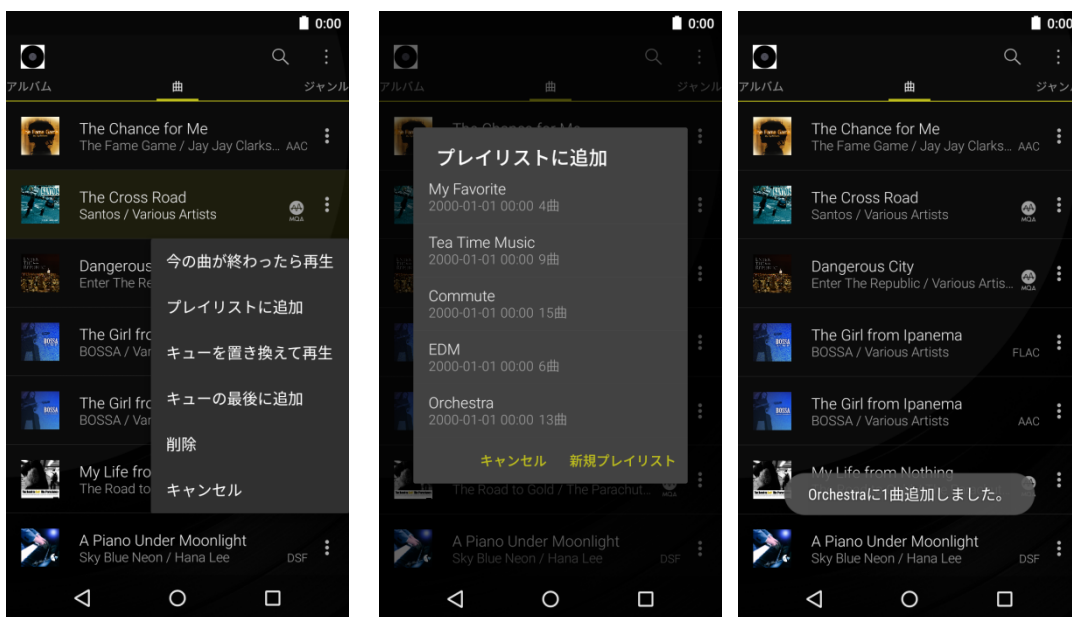 0:00
アルバム 曲 ジャンル
The Chance for Me
The Fame Game / Jay Jay Clarks... AAC
The Cross Road
Santos / Various Artists MQA
今の曲が終わったら再生
プレイリストに追加
キューを置き換えて再生
キューの最後に追加
削除
キャンセル
Dangerous
Enter The Re
The Girl fro
BOSSA / Var
The Girl fro
BOSSA / Var
My Life fro
The Road to
A Piano Under Moonlight
Sky Blue Neon / Hana Lee DSF
0:00
アルバム 曲 ジャンル
The Chance for Me
プレイリストに追加
My Favorite
2000-01-01 00:00 4曲
Tea Time Music
2000-01-01 00:00 9曲
Commute
2000-01-01 00:00 15曲
EDM
2000-01-01 00:00 6曲
Orchestra
2000-01-01 00:00 13曲
キャンセル 新規プレイリスト
The Road to Gold / The Parachut... MQA
A Piano Under Moonlight
Sky Blue Neon / Hana Lee DSF
0:00
アルバム 曲 ジャン
The Chance for Me
The Fame Game / Jay Jay Clarks... AAC
The Cross Road
Santos / Various Artists MQA
Dangerous City
Enter The Republic / Various Artis... MQA
The Girl from Ipanema
BOSSA / Various Artists FLAC
The Girl from Ipanema
BOSSA / Various Artists AAC
My Life from Nothing
Orchestraに1曲追加しました。
A Piano Under Moonlight
Sky Blue Neon / Hana Lee DSF